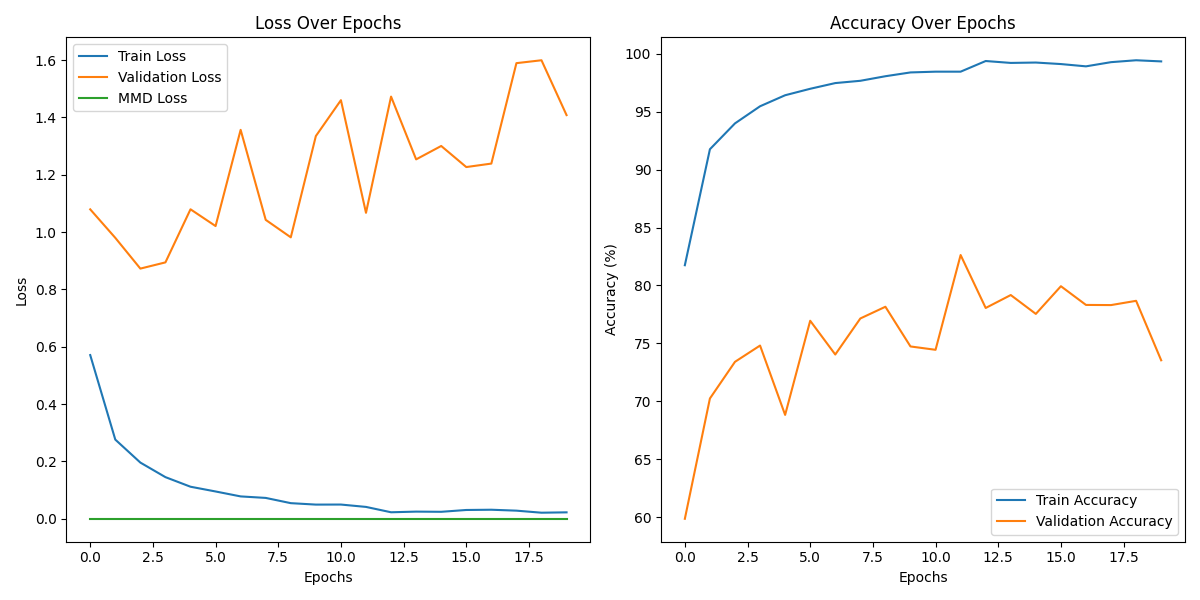 Loss Over Epochs
Train Loss
Validation Loss
MMD Loss
1.6
1.4
1.2
1.0
0.8
0.6
0.4
0.2
0.0
Loss
0.0 2.5 5.0 7.5 10.0 12.5 15.0 17.5
Epochs
Accuracy Over Epochs
100
95
90
85
80
75
70
65
60
Accuracy (%)
Train Accuracy
Validation Accuracy
0.0 2.5 5.0 7.5 10.0 12.5 15.0 17.5
Epochs